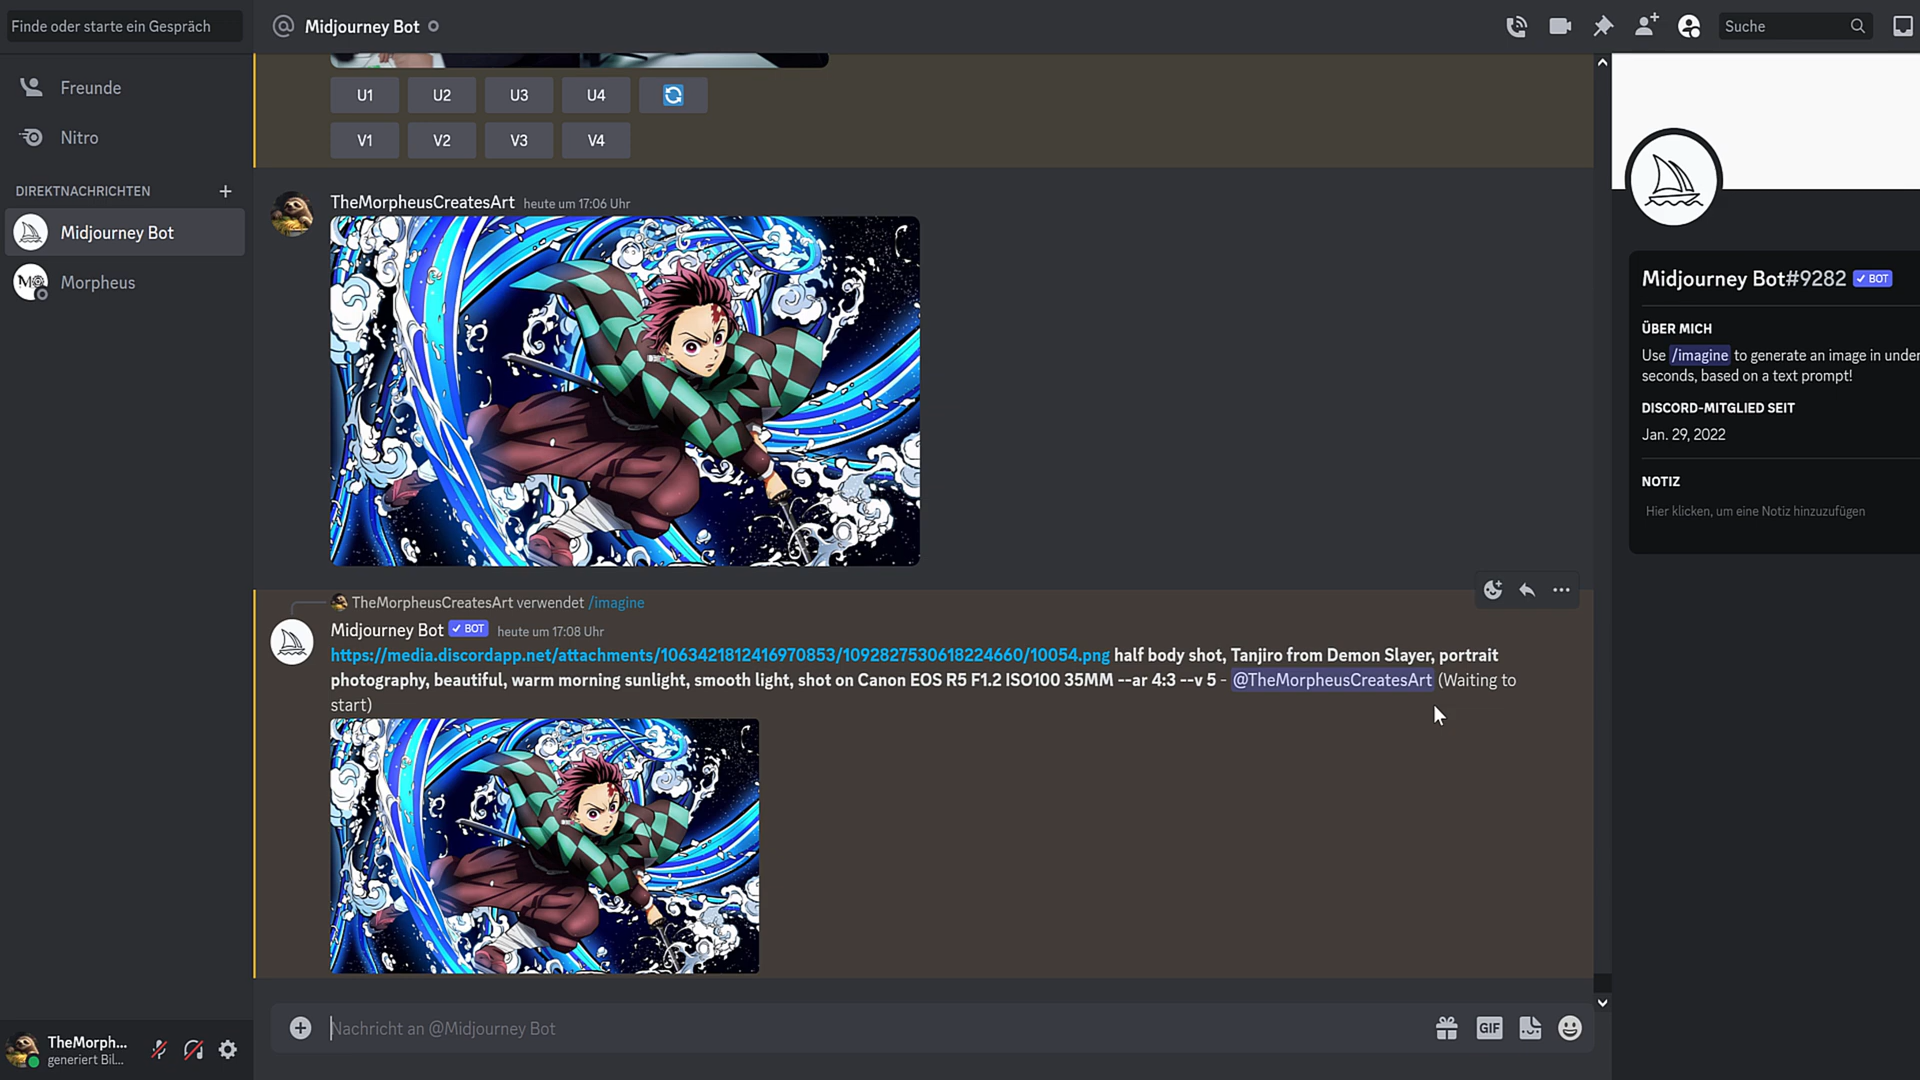 Finde oder starte ein Gespräch
Midjourney Bot
Suche
Freunde
Nitro
DIREKTNACHRICHTEN
Midjourney Bot
Morpheus
U1 U2 U3 U4
V1 V2 V3 V4
TheMorpheusCreatesArt heute um 17:06 Uhr
TheMorpheusCreatesArt verwendet /imagine
Midjourney Bot BOT heute um 17:08 Uhr
https://media.discordapp.net/attachments/1063421812416970853/1092827530618224660/10054.png half body shot, Tanjiro from Demon Slayer, portrait
photography, beautiful, warm morning sunlight, smooth light, shot on Canon EOS R5 F1.2 ISO100 35MM --ar 4:3 --v 5 - @TheMorpheusCreatesArt (Waiting to
start)
Nachricht an @Midjourney Bot
GIF
TheMorph...
generiert Bil...
Midjourney Bot#9282 BOT
ÜBER MICH
Use /imagine to generate an image in under
seconds, based on a text prompt!
DISCORD-MITGLIED SEIT
Jan. 29, 2022
NOTIZ
Hier klicken, um eine Notiz hinzuzufügen